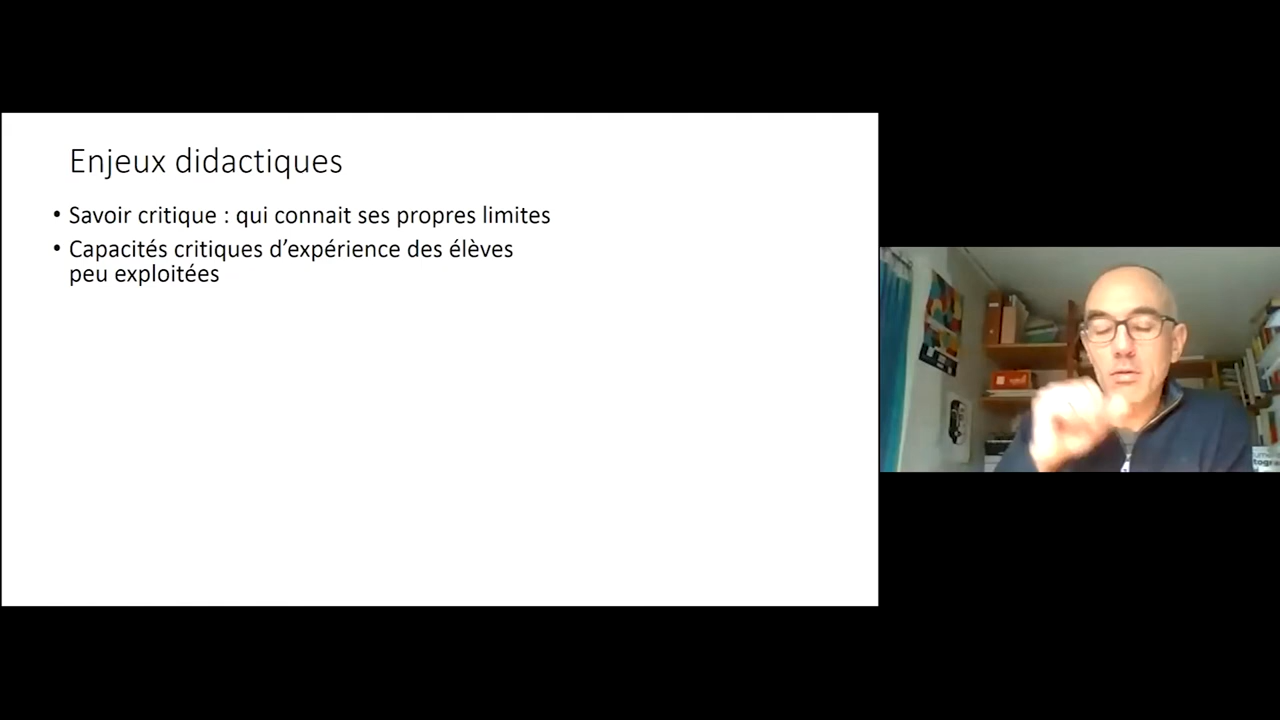 Enjeux didactiques
• Savoir critique : qui connait ses propres limites
• Capacités critiques d’expérience des élèves
peu exploitées